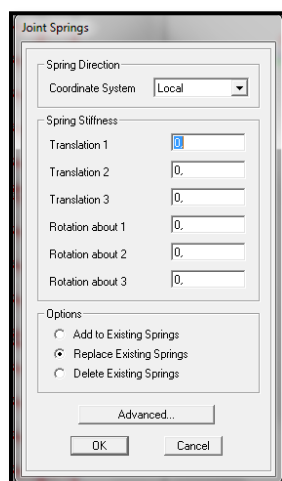 Joint Springs
Spring Direction
Coordinate System Local
Spring Stiffness
Translation 1 0,
Translation 2 0,
Translation 3 0,
Rotation about 1 0,
Rotation about 2 0,
Rotation about 3 0,
Options
Add to Existing Springs
Replace Existing Springs
Delete Existing Springs
Advanced...
OK Cancel